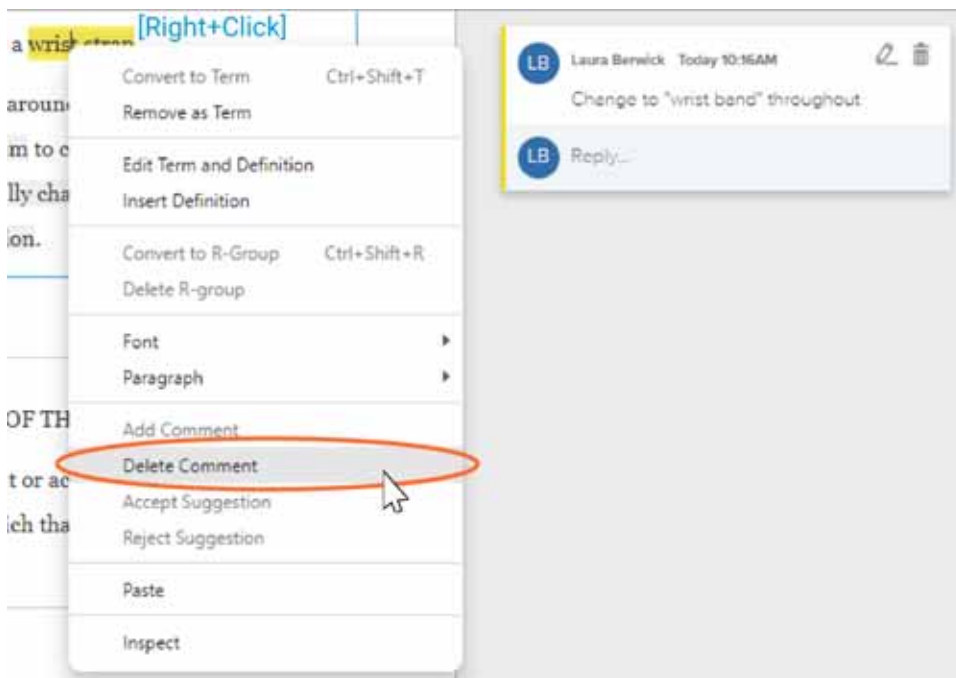 [Right+Click]
a wrist strap
around
m to c
lly cha
ion.
OF TH
t or ac
ich tha
Convert to Term Ctrl+Shift+T
Remove as Term
Edit Term and Definition
Insert Definition
Convert to R-Group Ctrl+Shift+R
Delete R-group
Font
Paragraph
Add Comment
Delete Comment
Accept Suggestion
Reject Suggestion
Paste
Inspect
LB Laura Berwick Today 10:16AM
Change to "wrist band" throughout
LB Reply...